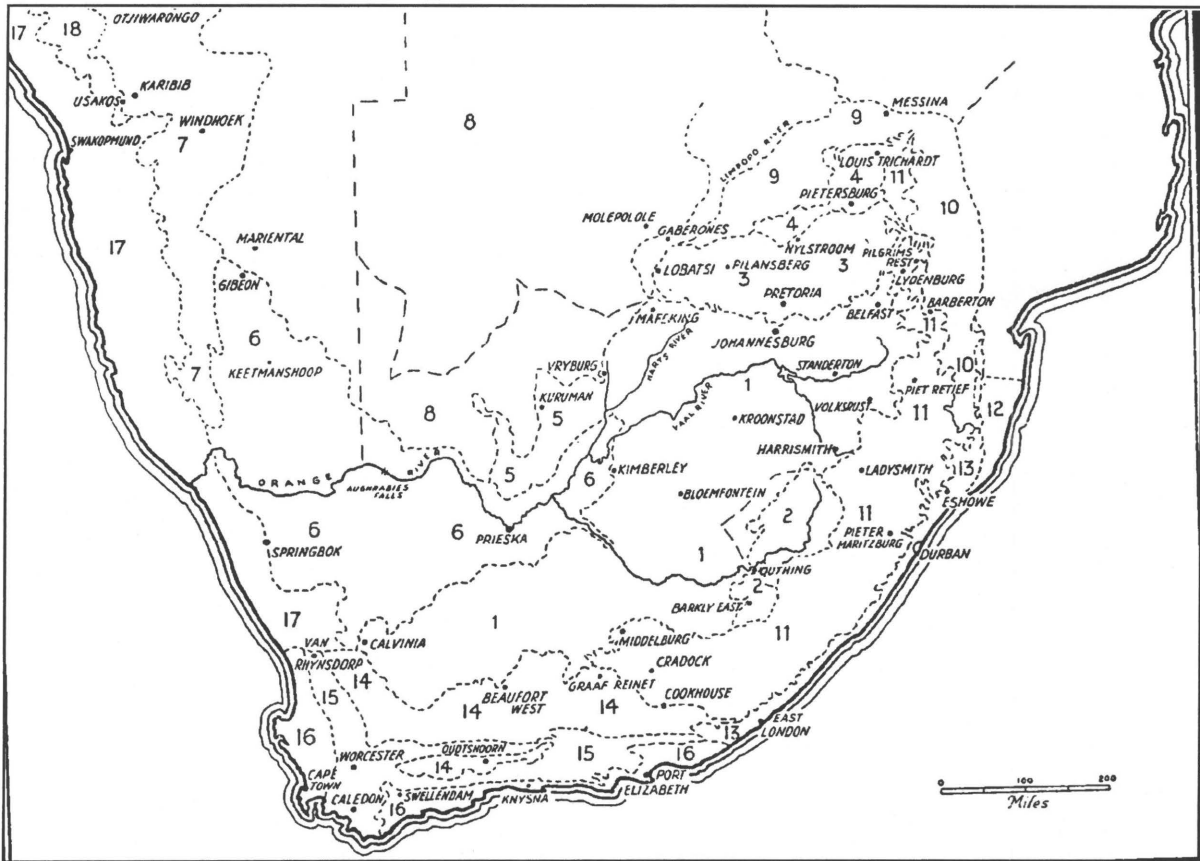 17
18
OTJIWARONGO
KARIBIB
USAKOS
WINDHOEK
SWAKOPMUND
7
8
9
MESSINA
LIMPOPO RIVER
LOUIS TRICHARDT
9
4
11
PIETERSBURG
10
17
MOLEPOLOLE
4
MARIENTAL
GABERONES
NYLSTROOM
PILGRIMS
REST
GIBEON
LOBATSI
PILANSBERG
3
3
LYDENBURG
PRETORIA
BELFAST
BARBERTON
MAFEKING
11
6
HARTS RIVER
JOHANNESBURG
KEETMANSHOOP
VRYBURG
STANDERTON
10
7
1
PIET RETIEF
KURUMAN
VAAL RIVER
VOLKSRUST
8
5
KROONSTAD
11
12
HARRISMITH
ORANGE RIVER
AUGHRABIES
FALLS
5
6
KIMBERLEY
LADYSMITH
13
BLOEMFONTEIN
ESHOWE
2
11
6
6
PRIESKA
PIETER
MARITZBURG
SPRINGBOK
1
DURBAN
QUTHING
2
BARKLY EAST
17
1
VAN
RHYNSDORP
CALVINIA
MIDDELBURG
11
14
CRADOCK
GRAAF REINET
15
BEAUFORT
WEST
14
14
COOKHOUSE
16
13
EAST
LONDON
WORCESTER
OUDTSHOORN
15
16
14
CAPE
TOWN
PORT
ELIZABETH
CALEDON
16
SWELLENDAM
KNYSNA
0
100
200
Miles